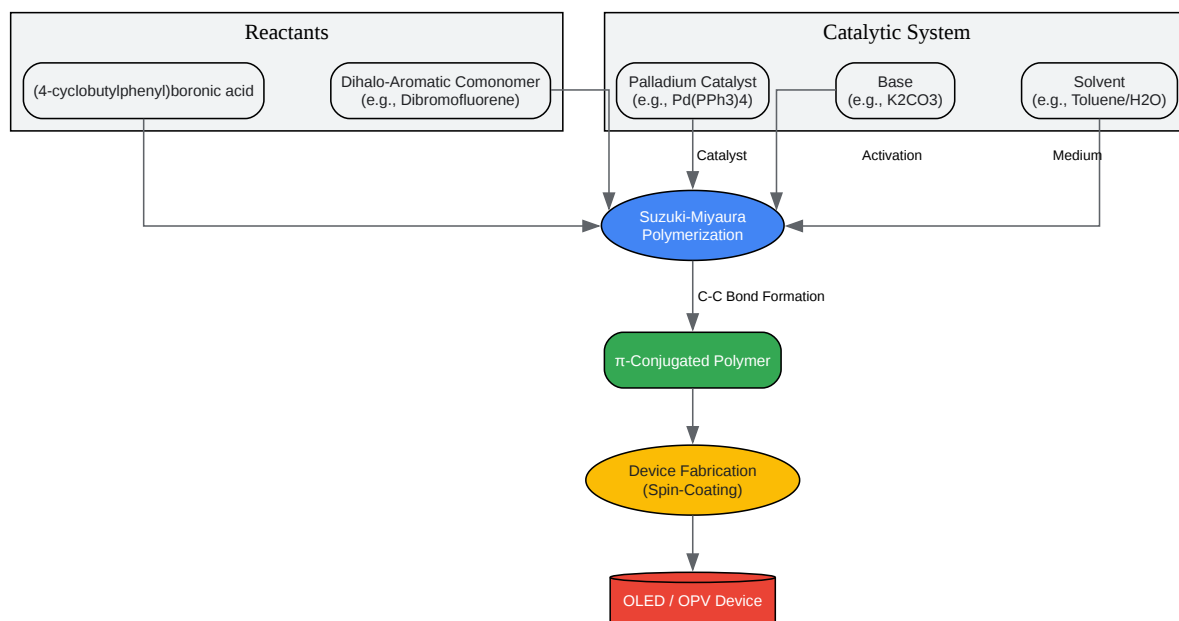 Reactants
Catalytic System
(4-cyclobutylphenyl)boronic acid
Dihalo-Aromatic Comonomer
(e.g., Dibromofluorene)
Palladium Catalyst
(e.g., Pd(PPh3)4)
Base
(e.g., K2CO3)
Solvent
(e.g., Toluene/H2O)
Catalyst
Activation
Medium
Suzuki-Miyaura
Polymerization
C-C Bond Formation
π-Conjugated Polymer
Device Fabrication
(Spin-Coating)
OLED / OPV Device